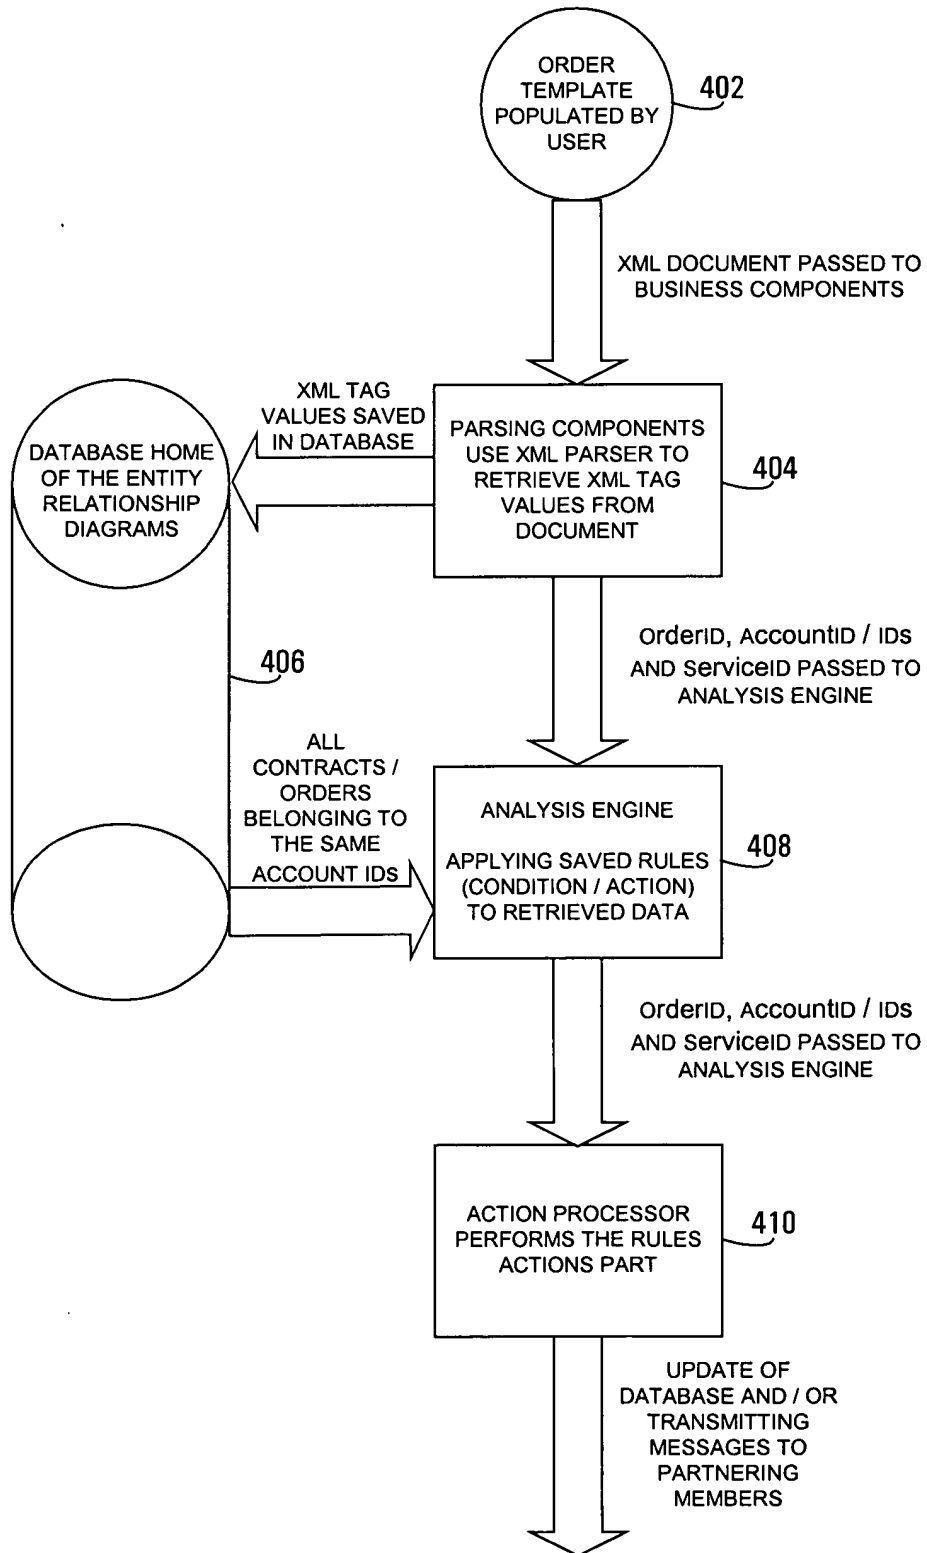 ORDER
TEMPLATE
POPULATED BY
USER
402
XML DOCUMENT PASSED TO
BUSINESS COMPONENTS
XML TAG
VALUES SAVED
IN DATABASE
DATABASE HOME
OF THE ENTITY
RELATIONSHIP
DIAGRAMS
PARSING COMPONENTS
USE XML PARSER TO
RETRIEVE XML TAG
VALUES FROM
DOCUMENT
404
OrderID, AccountID / IDs
AND ServiceID PASSED TO
ANALYSIS ENGINE
406
ALL
CONTRACTS /
ORDERS
BELONGING TO
THE SAME
ACCOUNT IDs
ANALYSIS ENGINE
APPLYING SAVED RULES
(CONDITION / ACTION)
TO RETRIEVED DATA
408
OrderID, AccountID / IDs
AND ServiceID PASSED TO
ANALYSIS ENGINE
ACTION PROCESSOR
PERFORMS THE RULES
ACTIONS PART
410
UPDATE OF
DATABASE AND / OR
TRANSMITTING
MESSAGES TO
PARTNERING
MEMBERS